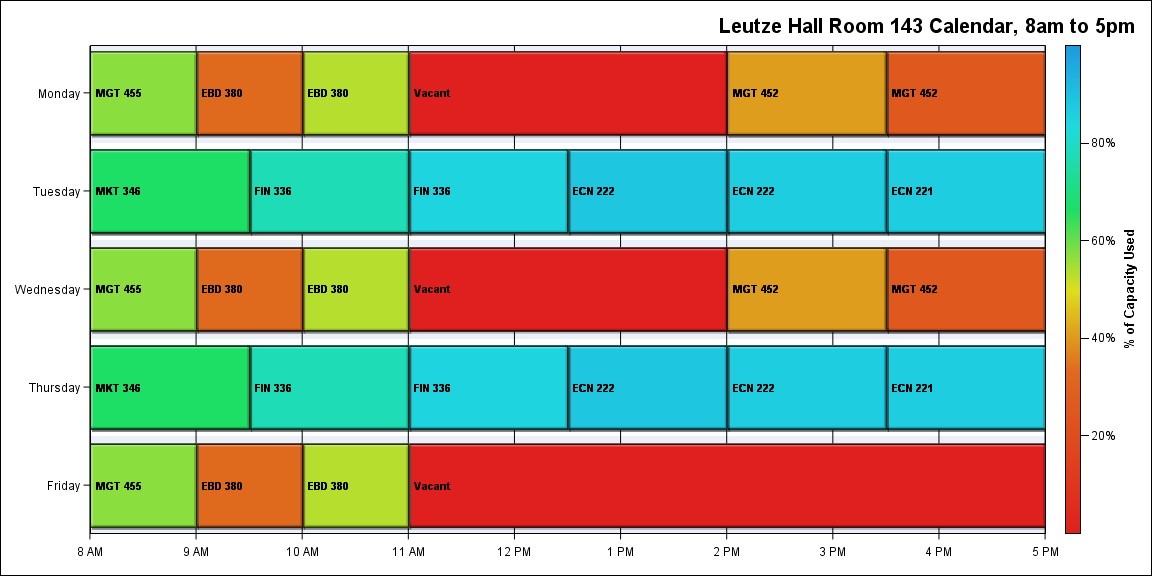 Leutze Hall Room 143 Calendar, 8am to 5pm
Monday
MGT 455
EBD 380
EBD 380
Vacant
MGT 452
MGT 452
Tuesday
MKT 346
FIN 336
FIN 336
ECN 222
ECN 222
ECN 221
Wednesday
MGT 455
EBD 380
EBD 380
Vacant
MGT 452
MGT 452
Thursday
MKT 346
FIN 336
FIN 336
ECN 222
ECN 222
ECN 221
Friday
MGT 455
EBD 380
EBD 380
Vacant
8 AM
9 AM
10 AM
11 AM
12 PM
1 PM
2 PM
3 PM
4 PM
5 PM
80%
60%
40%
20%
% of Capacity Used